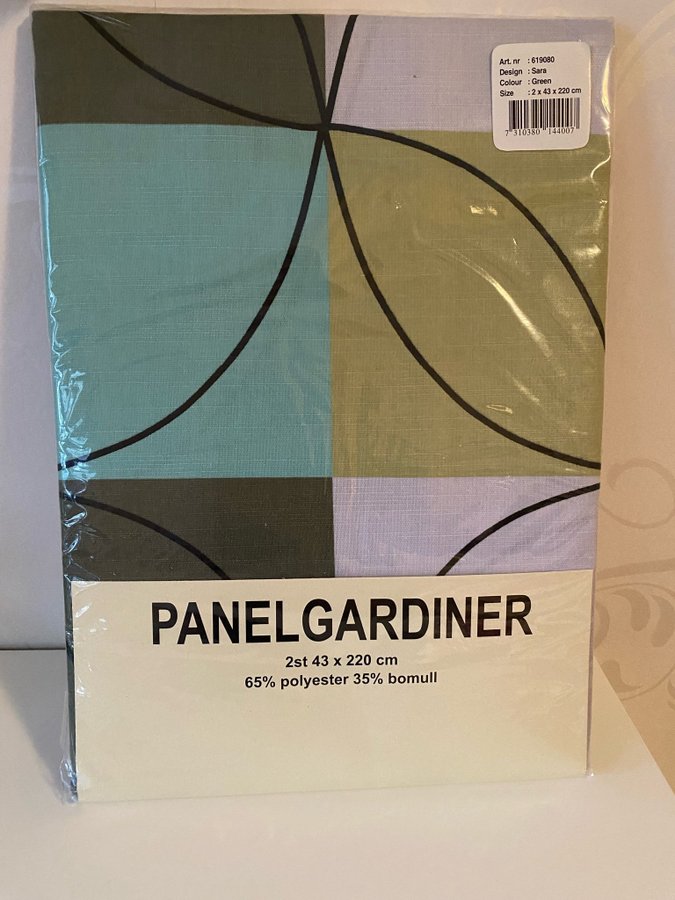 Art. nr : 619080
Design : Sara
Colour : Green
Size : 2 x 43 x 220 cm
7 310380 144007
PANELGARDINER
2st 43 x 220 cm
65% polyester 35% bomull